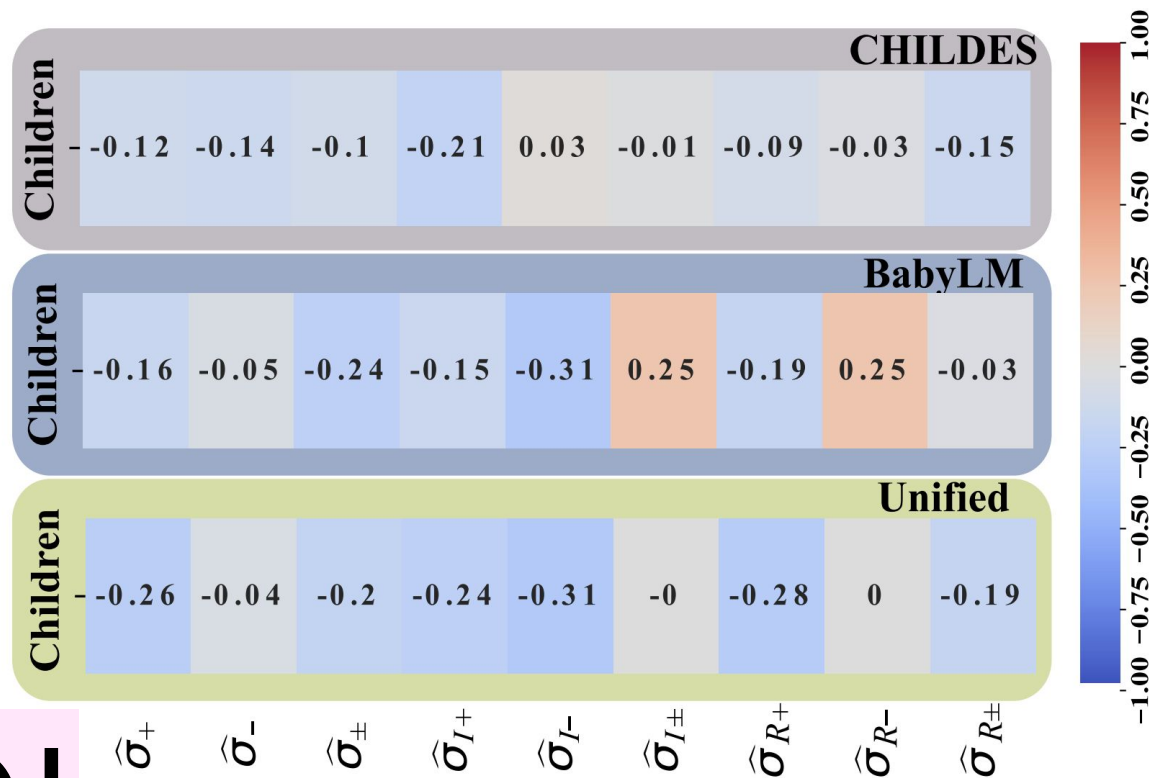 CHILDES
Children
-0.12 -0.14 -0.1 -0.21 0.03 -0.01 -0.09 -0.03 -0.15
BabyLM
Children
-0.16 -0.05 -0.24 -0.15 -0.31 0.25 -0.19 0.25 -0.03
Unified
Children
-0.26 -0.04 -0.2 -0.24 -0.31 -0 -0.28 0 -0.19
σ̂₊ σ̂₋ σ̂± σ̂I+ σ̂I− σ̂I± σ̂R+ σ̂R− σ̂R±
1.00
0.75
0.50
0.25
0.00
−0.25
−0.50
−0.75
−1.00